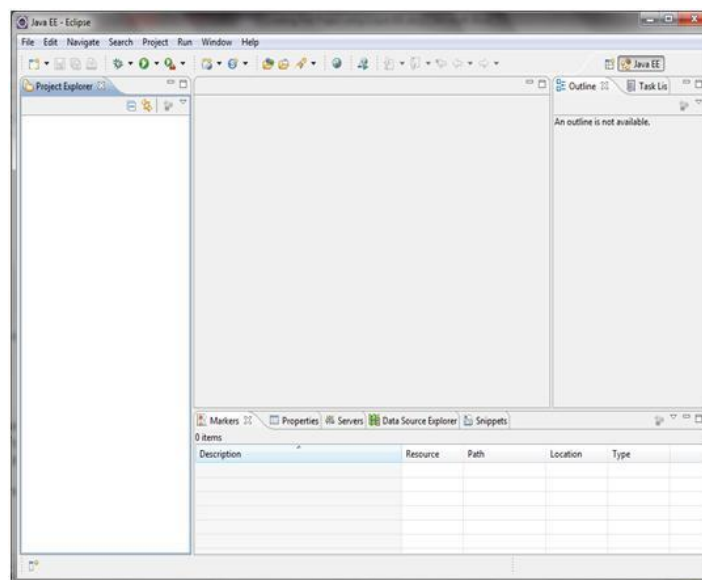 Java EE - Eclipse
File Edit Navigate Search Project Run Window Help
Java EE
Project Explorer
Outline Task Lis
An outline is not available.
Markers Properties Servers Data Source Explorer Snippets
0 items
Description Resource Path Location Type